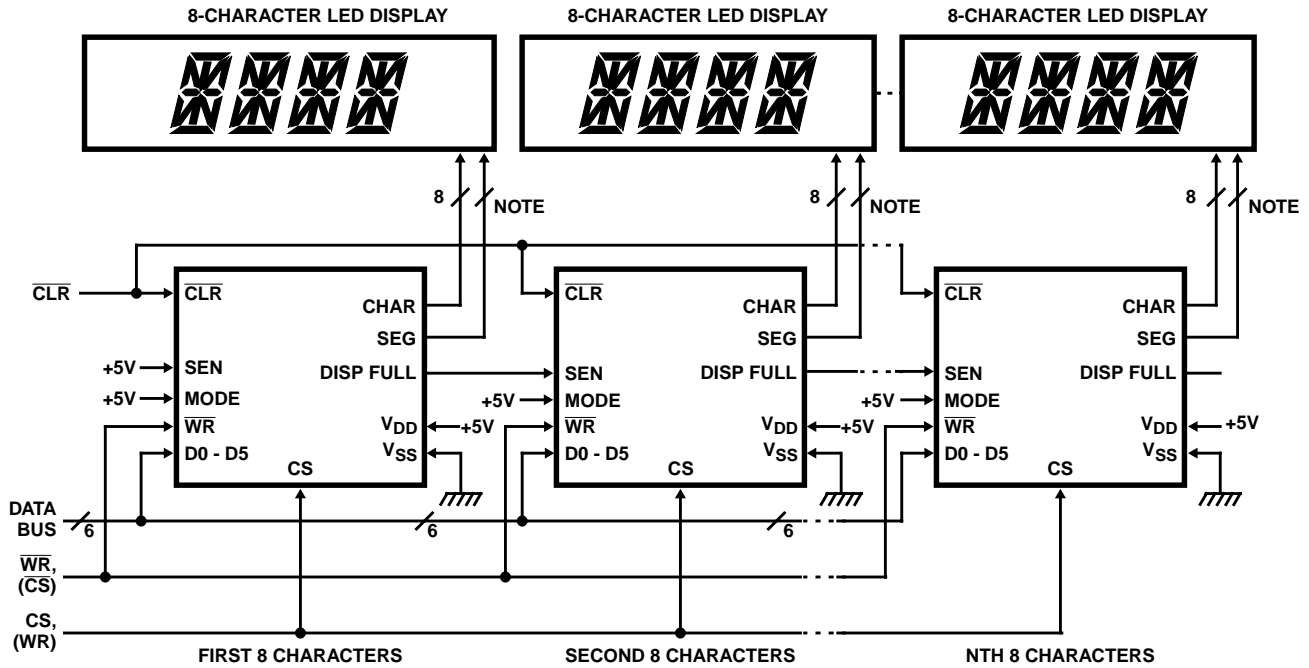 8-CHARACTER LED DISPLAY
8-CHARACTER LED DISPLAY
8-CHARACTER LED DISPLAY
8
NOTE
8
NOTE
8
NOTE
CLR
CLR
CHAR
SEG
+5V
SEN
DISP FULL
+5V
MODE
WR
VDD
+5V
D0 - D5
VSS
CS
CLR
CHAR
SEG
SEN
DISP FULL
+5V
MODE
WR
VDD
+5V
D0 - D5
VSS
CS
CLR
CHAR
SEG
SEN
DISP FULL
+5V
MODE
WR
VDD
+5V
D0 - D5
VSS
CS
DATA
BUS
6
6
6
WR,
(CS)
CS,
(WR)
FIRST 8 CHARACTERS
SECOND 8 CHARACTERS
NTH 8 CHARACTERS